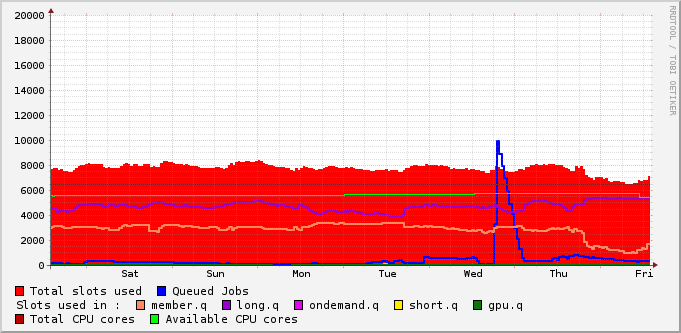 RRDTOOL / TOBI OETIKER
20000
18000
16000
14000
12000
10000
8000
6000
4000
2000
0
Sat Sun Mon Tue Wed Thu Fri
Total slots used Queued Jobs
Slots used in : member.q long.q ondemand.q short.q gpu.q
Total CPU cores Available CPU cores